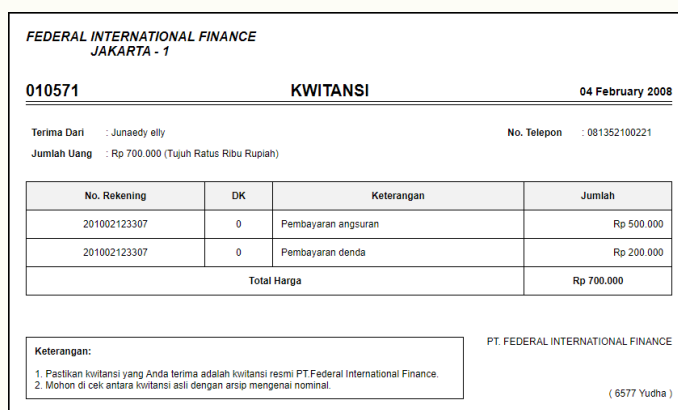 FEDERAL INTERNATIONAL FINANCE
JAKARTA - 1
010571 KWITANSI 04 February 2008
Terima Dari : Junaedy elly No. Telepon : 081352100221
Jumlah Uang : Rp 700.000 (Tujuh Ratus Ribu Rupiah)
No. Rekening DK Keterangan Jumlah
201002123307 0 Pembayaran angsuran Rp 500.000
201002123307 0 Pembayaran denda Rp 200.000
Total Harga Rp 700.000
PT. FEDERAL INTERNATIONAL FINANCE
Keterangan:
1. Pastikan kwitansi yang Anda terima adalah kwitansi resmi PT.Federal International Finance.
2. Mohon di cek antara kwitansi asli dengan arsip mengenai nominal.
( 6577 Yudha )